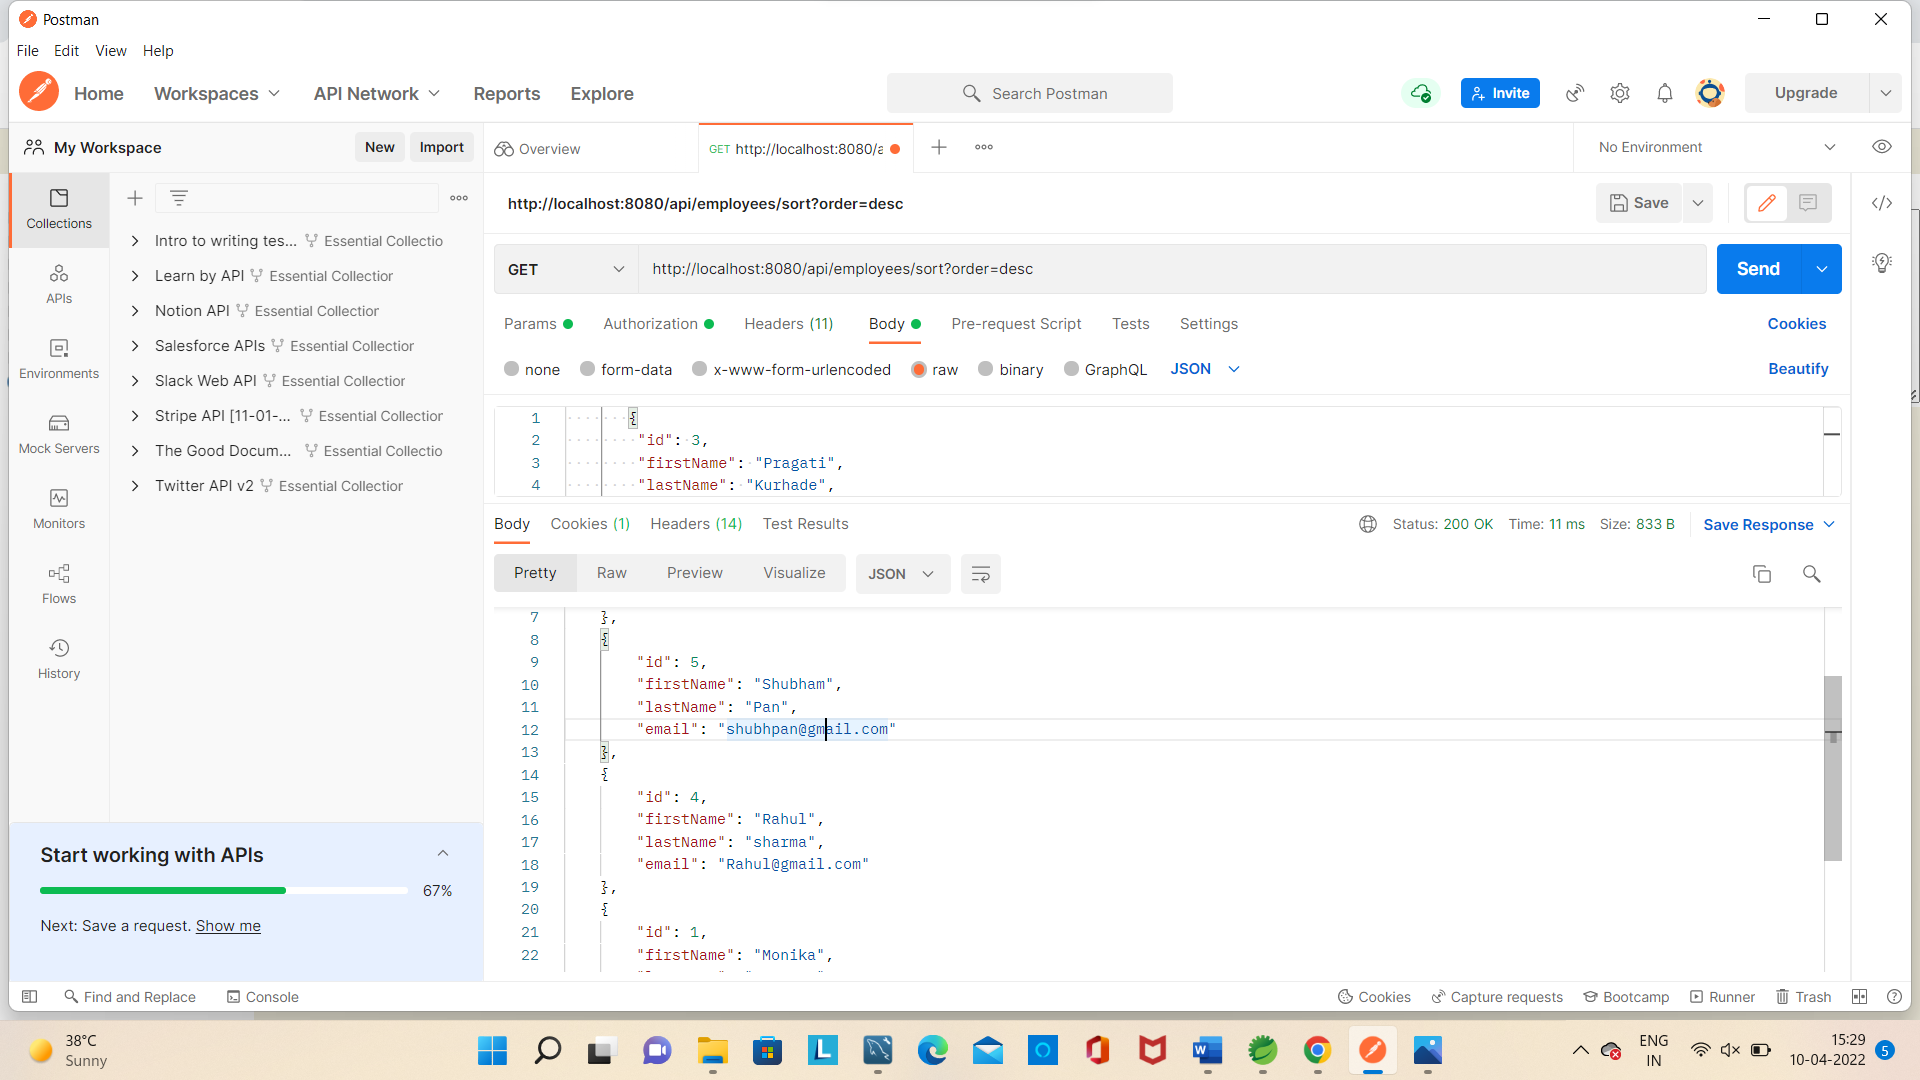 Postman
File Edit View Help
Home Workspaces API Network Reports Explore Search Postman Invite Upgrade
My Workspace New Import Overview GET http://localhost:8080/a No Environment
Collections
APIs
Environments
Mock Servers
Monitors
Flows
History
Intro to writing tes... Essential Collectio
Learn by API Essential Collection
Notion API Essential Collection
Salesforce APIs Essential Collection
Slack Web API Essential Collection
Stripe API [11-01-... Essential Collection
The Good Docum... Essential Collectio
Twitter API v2 Essential Collection
Start working with APIs
67%
Next: Save a request. Show me
http://localhost:8080/api/employees/sort?order=desc Save </>
GET http://localhost:8080/api/employees/sort?order=desc Send
Params Authorization Headers (11) Body Pre-request Script Tests Settings Cookies
none form-data x-www-form-urlencoded raw binary GraphQL JSON Beautify
1 {
2 "id": 3,
3 "firstName": "Pragati",
4 "lastName": "Kurhade",
Body Cookies (1) Headers (14) Test Results Status: 200 OK Time: 11 ms Size: 833 B Save Response
Pretty Raw Preview Visualize JSON
7 },
8 {
9 "id": 5,
10 "firstName": "Shubham",
11 "lastName": "Pan",
12 "email": "shubhpan@gmail.com"
13 },
14 {
15 "id": 4,
16 "firstName": "Rahul",
17 "lastName": "sharma",
18 "email": "Rahul@gmail.com"
19 },
20 {
21 "id": 1,
22 "firstName": "Monika",
Find and Replace Console Cookies Capture requests Bootcamp Runner Trash
38°C
Sunny
L
ENG
IN
15:29
10-04-2022
5